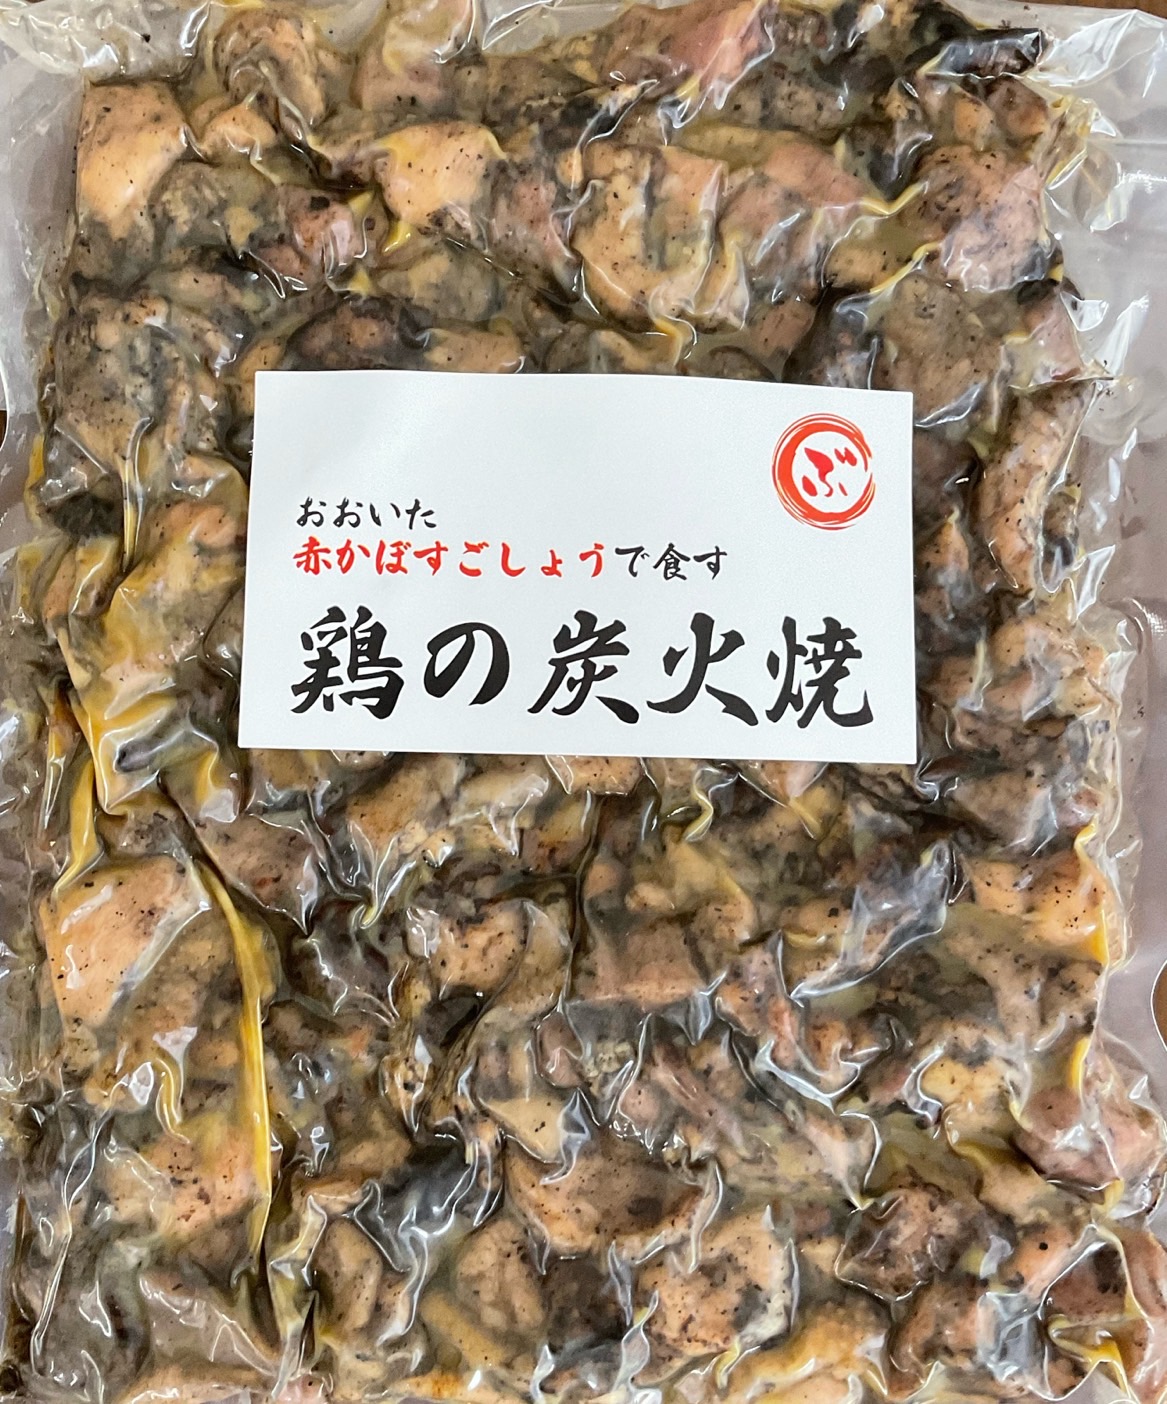 ぶ
おおいた
赤かぼすごしょうで食す
鶏の炭火焼